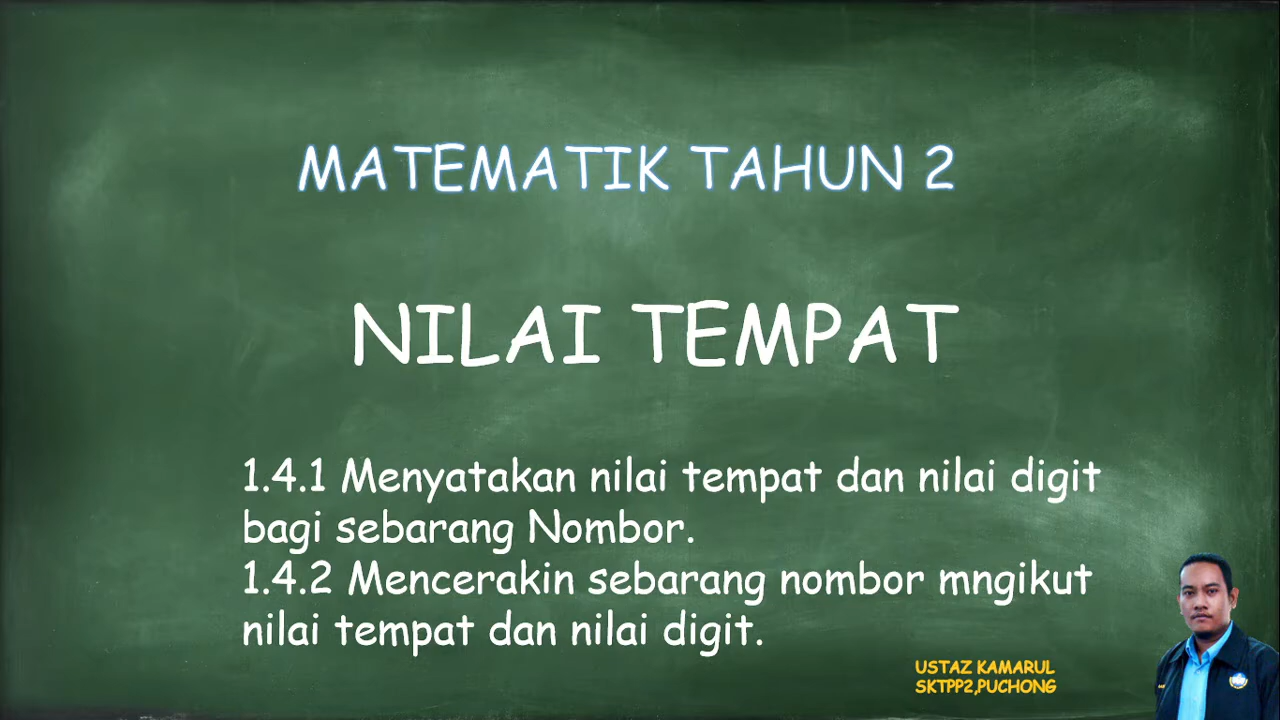 MATEMATIK TAHUN 2
NILAI TEMPAT
1.4.1 Menyatakan nilai tempat dan nilai digit
bagi sebarang Nombor.
1.4.2 Mencerakin sebarang nombor mngikut
nilai tempat dan nilai digit.
USTAZ KAMARUL
SKTPP2,PUCHONG